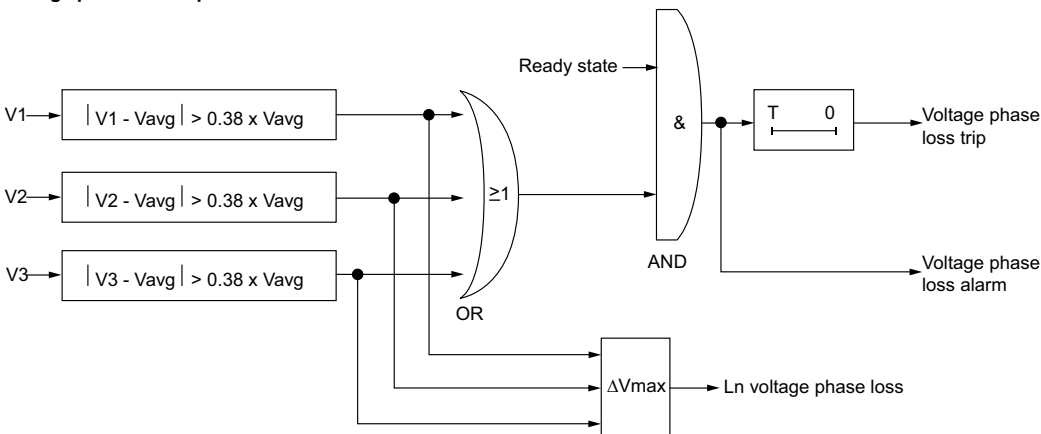 Ready state
V1
| V1 - Vavg | > 0.38 x Vavg
&
T 0
Voltage phase
loss trip
V2
| V2 - Vavg | > 0.38 x Vavg
≥1
V3
| V3 - Vavg | > 0.38 x Vavg
AND
Voltage phase
loss alarm
OR
ΔVmax
Ln voltage phase loss